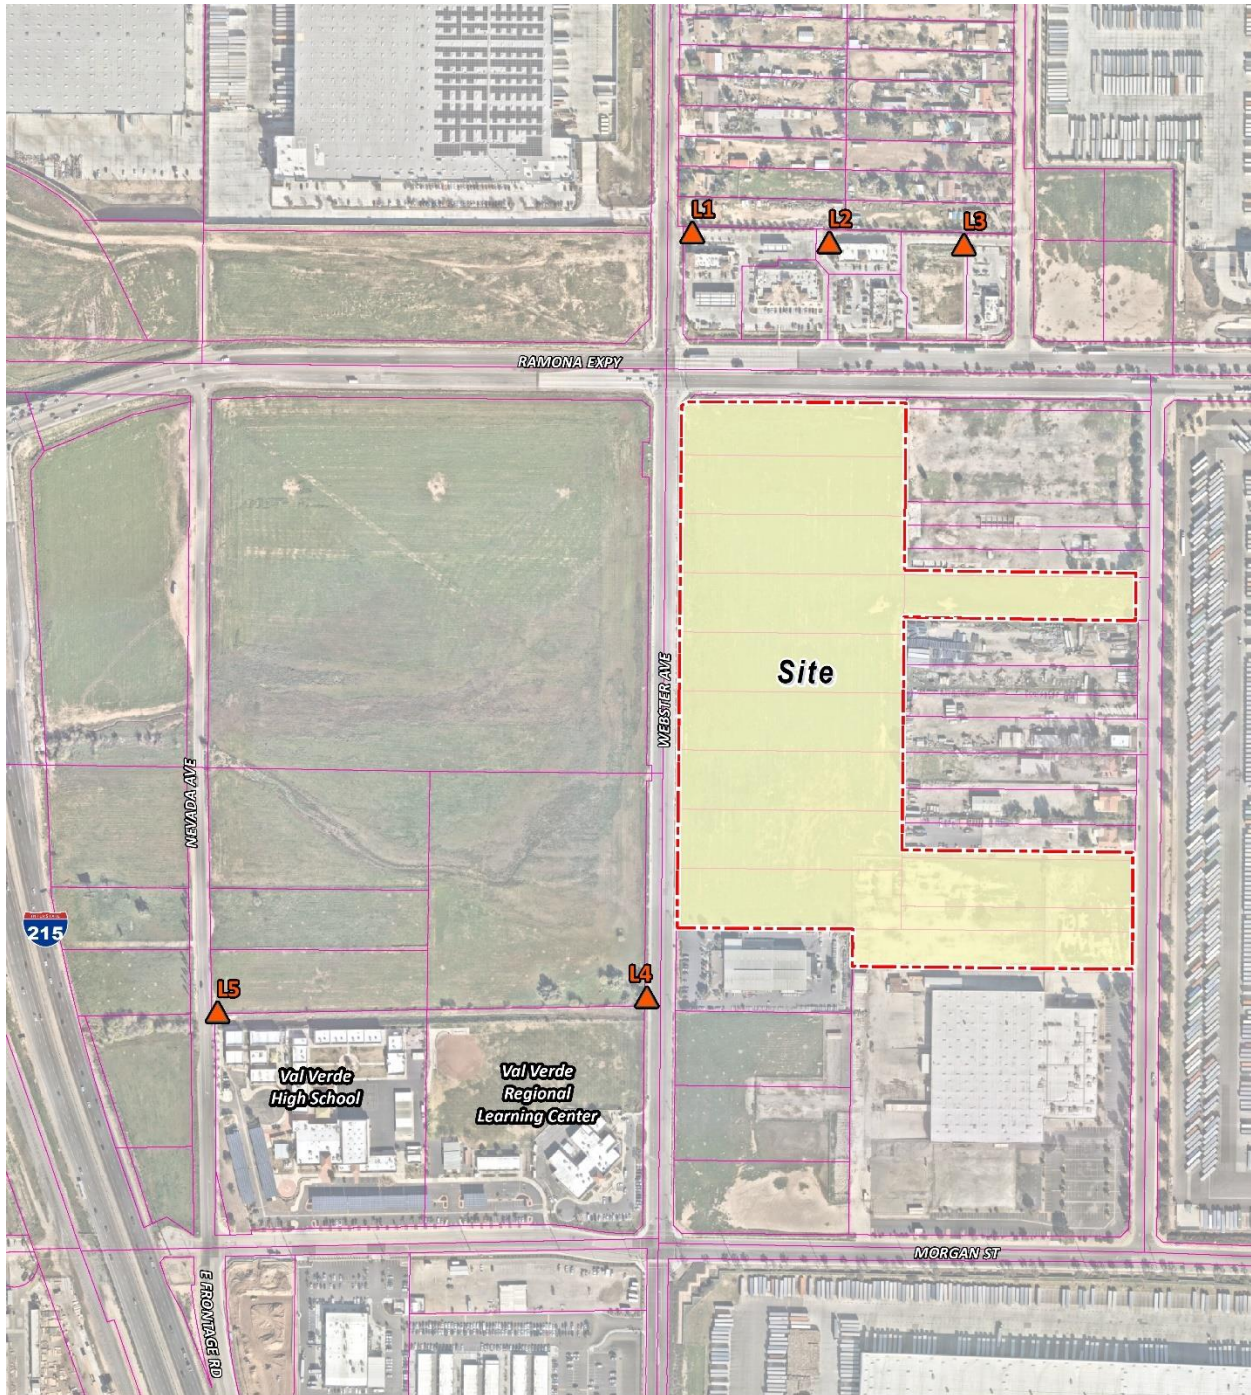 L1
L2
L3
RAMONA EXPY
Site
WEBSTER AVE
NEVADA AVE
215
L5
L4
Val Verde
High School
Val Verde
Regional
Learning Center
MORGAN ST
E FRONTAGE RD